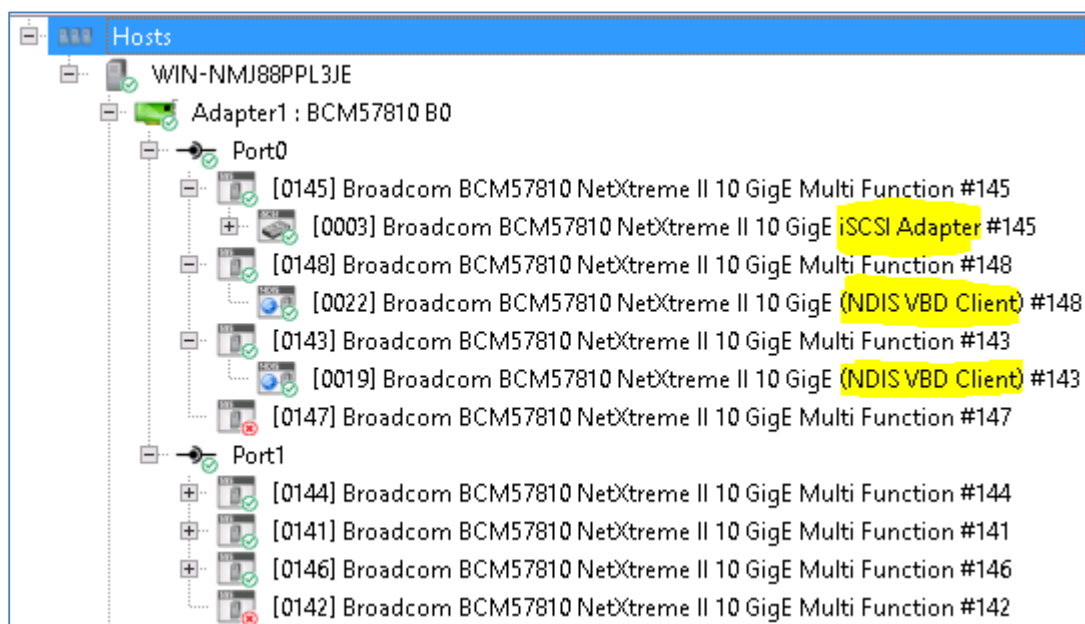 Hosts
WIN-NMJ88PPL3JE
Adapter1 : BCM57810 B0
Port0
[0145] Broadcom BCM57810 NetXtreme II 10 GigE Multi Function #145
[0003] Broadcom BCM57810 NetXtreme II 10 GigE iSCSI Adapter #145
[0148] Broadcom BCM57810 NetXtreme II 10 GigE Multi Function #148
[0022] Broadcom BCM57810 NetXtreme II 10 GigE (NDIS VBD Client) #148
[0143] Broadcom BCM57810 NetXtreme II 10 GigE Multi Function #143
[0019] Broadcom BCM57810 NetXtreme II 10 GigE (NDIS VBD Client) #143
[0147] Broadcom BCM57810 NetXtreme II 10 GigE Multi Function #147
Port1
[0144] Broadcom BCM57810 NetXtreme II 10 GigE Multi Function #144
[0141] Broadcom BCM57810 NetXtreme II 10 GigE Multi Function #141
[0146] Broadcom BCM57810 NetXtreme II 10 GigE Multi Function #146
[0142] Broadcom BCM57810 NetXtreme II 10 GigE Multi Function #142